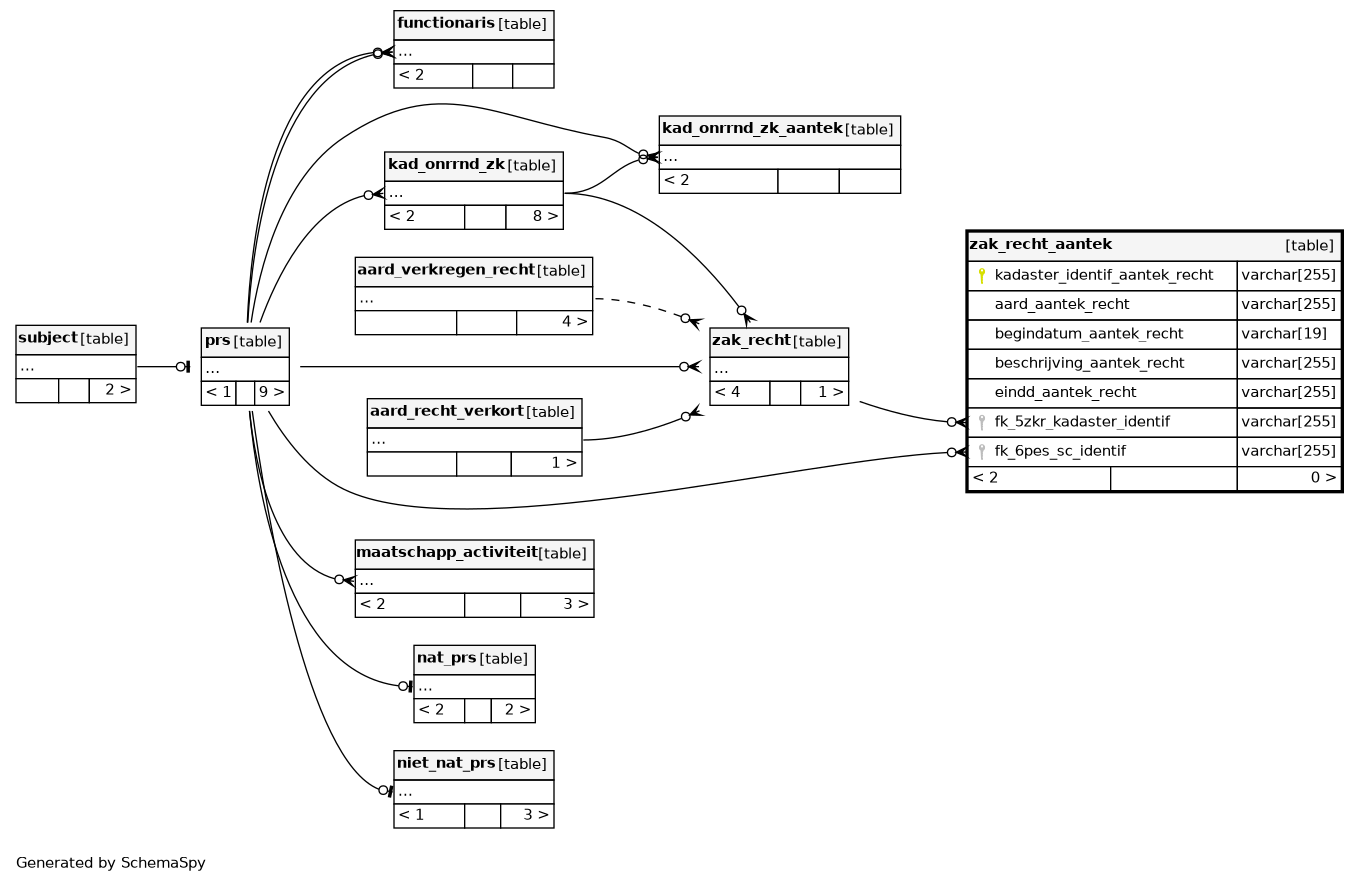 functionaris [table]
...
< 2
kad_onrrnd_zk_aantek [table]
...
< 2
kad_onrrnd_zk [table]
...
< 2 8 >
zak_recht_aantek [table]
kadaster_identif_aantek_recht varchar[255]
aard_aantek_recht varchar[255]
begindatum_aantek_recht varchar[19]
beschrijving_aantek_recht varchar[255]
eindd_aantek_recht varchar[255]
fk_5zkr_kadaster_identif varchar[255]
fk_6pes_sc_identif varchar[255]
< 2 0 >
aard_verkregen_recht [table]
...
4 >
subject [table]
...
2 >
prs [table]
...
< 1 9 >
zak_recht [table]
...
< 4 1 >
aard_recht_verkort [table]
...
1 >
maatschapp_activiteit [table]
...
< 2 3 >
nat_prs [table]
...
< 2 2 >
niet_nat_prs [table]
...
< 1 3 >
Generated by SchemaSpy